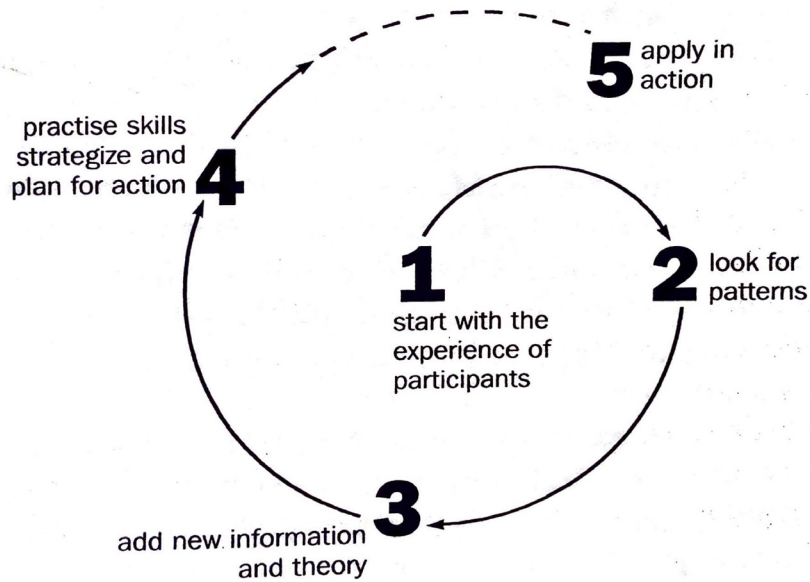 1
start with the
experience of
participants
2
look for
patterns
3
add new information
and theory
4
practise skills
strategize and
plan for action
5
apply in
action